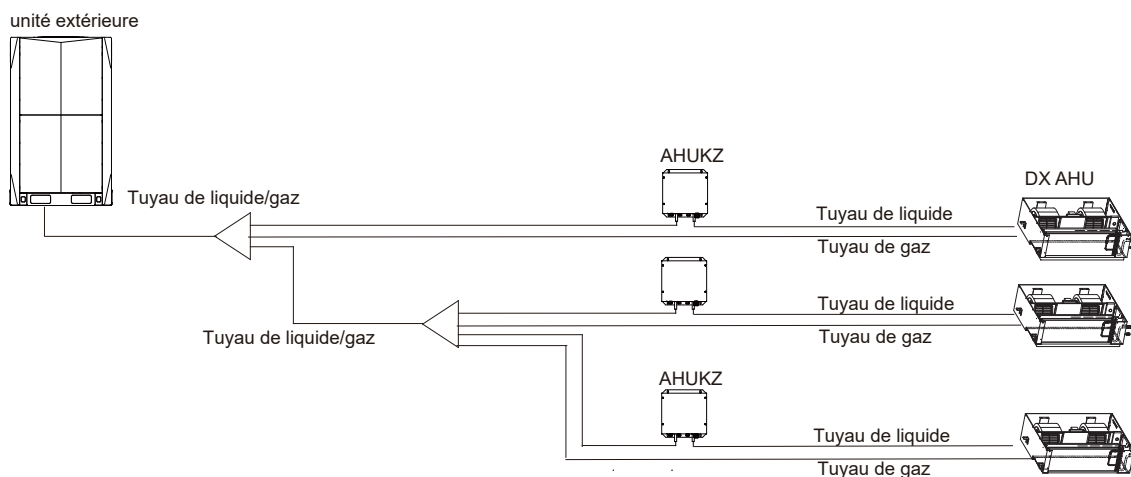 unité extérieure
AHUKZ
DX AHU
Tuyau de liquide/gaz
Tuyau de liquide
Tuyau de gaz
Tuyau de liquide
Tuyau de liquide/gaz
Tuyau de gaz
AHUKZ
Tuyau de liquide
Tuyau de gaz